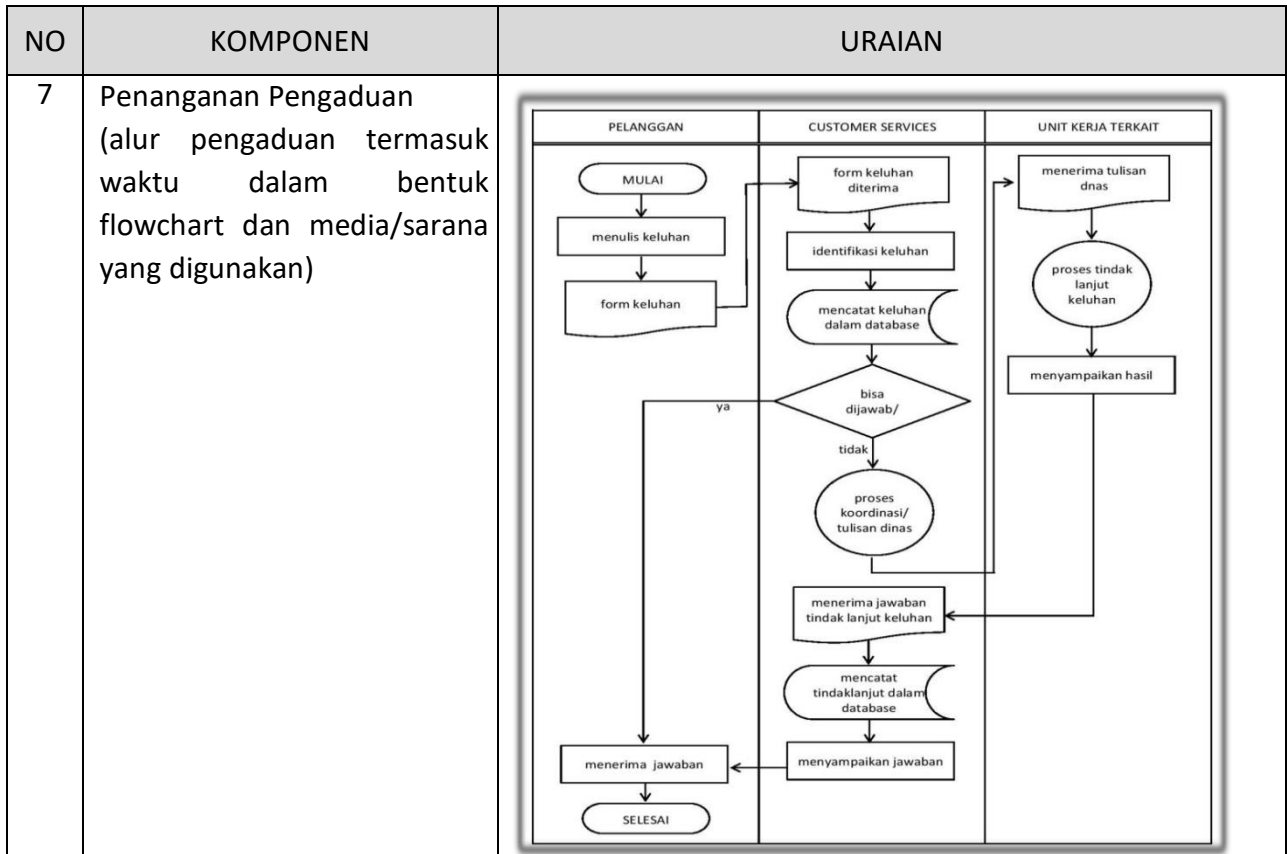 NO KOMPONEN URAIAN
7 Penanganan Pengaduan
(alur pengaduan termasuk
waktu dalam bentuk
flowchart dan media/sarana
yang digunakan)
PELANGGAN CUSTOMER SERVICES UNIT KERJA TERKAIT
MULAI
menulis keluhan
form keluhan
form keluhan
diterima
identifikasi keluhan
mencatat keluhan
dalam database
bisa
dijawab/
ya
tidak
proses
koordinasi/
tulisan dinas
menerima tulisan
dnas
proses tindak
lanjut
keluhan
menyampaikan hasil
menerima jawaban
tindak lanjut keluhan
mencatat
tindaklanjut dalam
database
menyampaikan jawaban
menerima jawaban
SELESAI